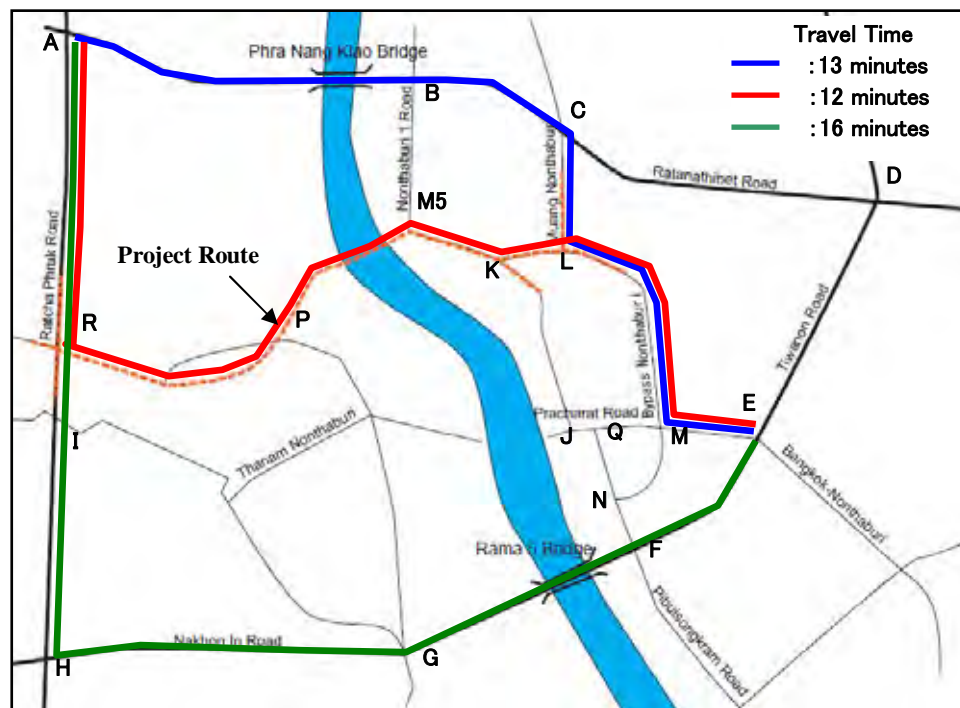 Travel Time
: 13 minutes
: 12 minutes
: 16 minutes
A
Phra Nang Klao Bridge
B
C
D
Ratanathibet Road
Nonthaburi 1 Road
Muang Nonthaburi
M5
Project Route
K
L
Ratcha Phruk Road
R
P
Tiwanon Road
Bypass Nonthaburi
Pracharat Road
E
I
J
Q
M
Thanam Nonthaburi
Bangkok-Nonthaburi
N
Rama 5 Bridge
F
Nakhon In Road
Pibulsongkram Road
H
G